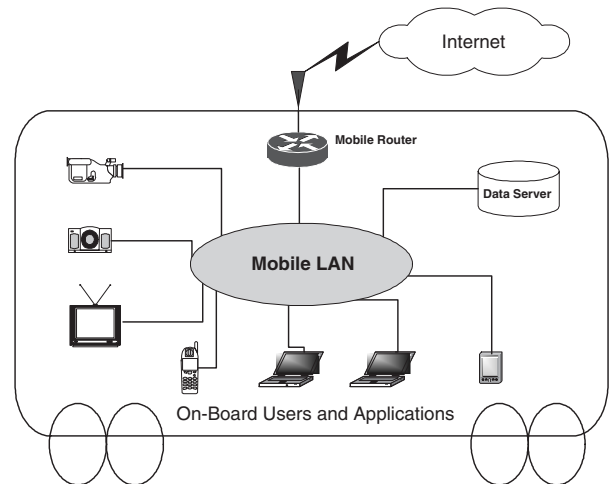 Internet
Mobile Router
Data Server
Mobile LAN
On-Board Users and Applications